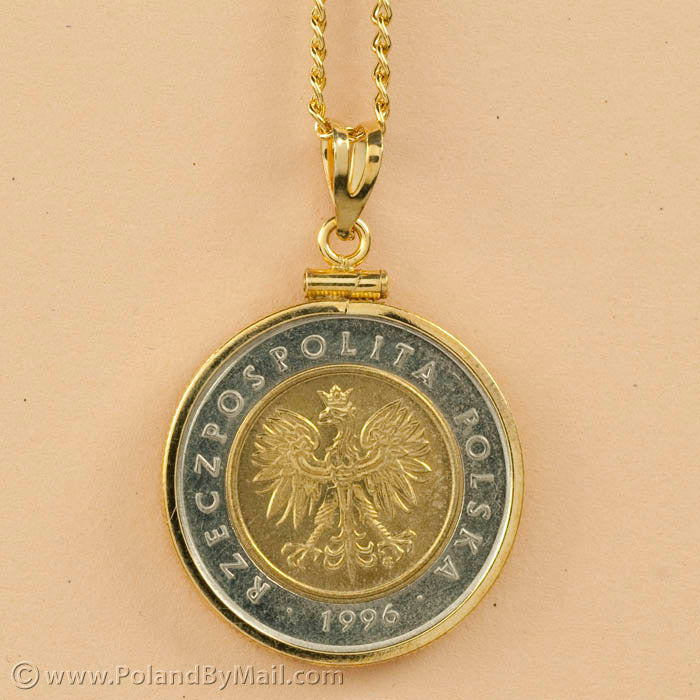 RZECZPOSPOLITA POLSKA
· 1996 ·
© www.PolandByMail.com